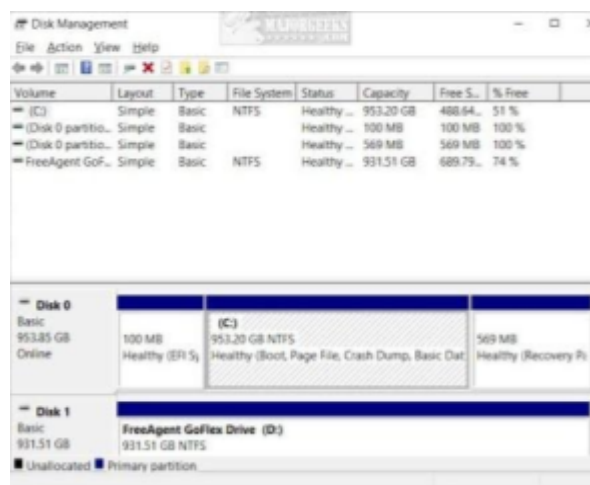 Disk Management
MAJORGEEKS
.COM
File Action View Help
Volume Layout Type File System Status Capacity Free S... % Free
(C:) Simple Basic NTFS Healthy ... 953.20 GB 488.64... 51 %
(Disk 0 partitio... Simple Basic Healthy ... 100 MB 100 MB 100 %
(Disk 0 partitio... Simple Basic Healthy ... 569 MB 569 MB 100 %
FreeAgent GoF... Simple Basic NTFS Healthy ... 931.51 GB 689.79... 74 %
Disk 0
Basic
953.85 GB
Online
100 MB
Healthy (EFI Sy
(C:)
953.20 GB NTFS
Healthy (Boot, Page File, Crash Dump, Basic Dat
569 MB
Healthy (Recovery Pa
Disk 1
Basic
931.51 GB
FreeAgent GoFlex Drive (D:)
931.51 GB NTFS
Unallocated Primary partition